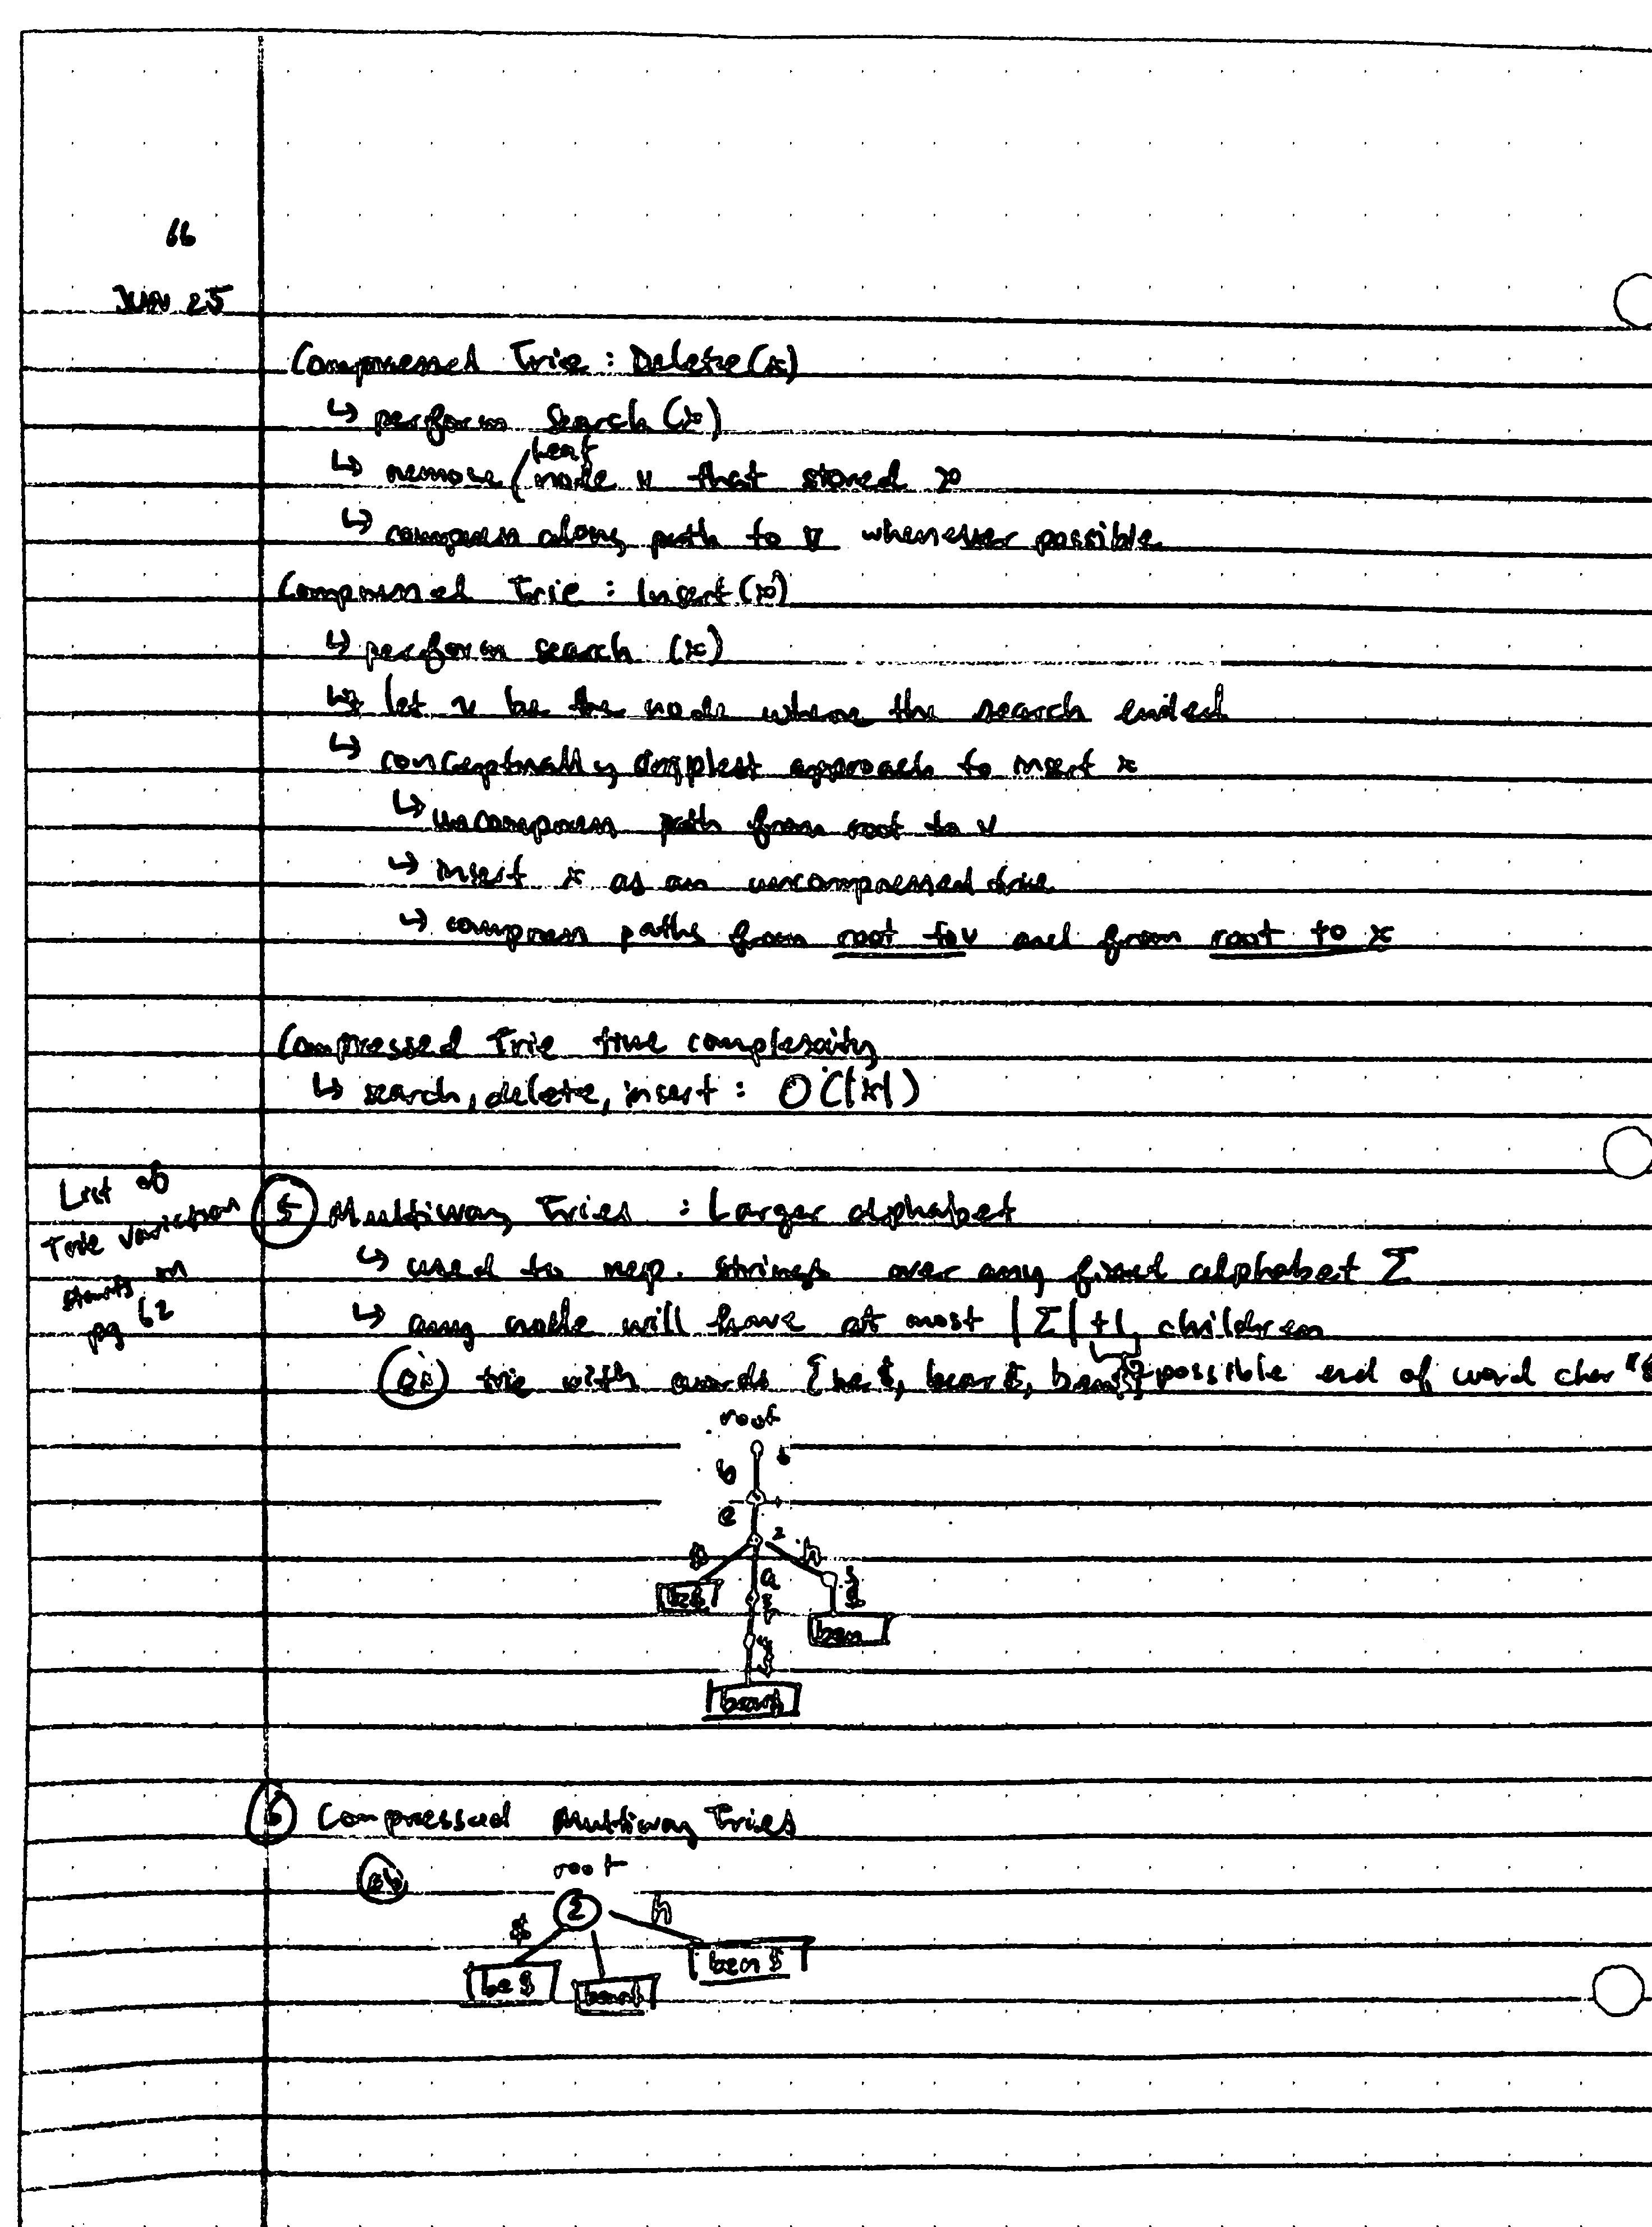 66
JUN 25
Compressed Trie : Delete(x)
↳ perform Search(x)
↳ remove leaf node v that stored x
↳ compress along path to v whenever possible
Compressed Trie : Insert(x)
↳ perform search (x)
↳ let v be the node where the search ended
↳ conceptually simplest approach to insert x
↳ uncompress path from root to v
↳ insert x as an uncompressed trie
↳ compress paths from root to v and from root to x
Compressed Trie time complexity
↳ search, delete, insert : O(|x|)
List of
Trie variation
starts on
pg 62
5 Multiway Tries : Larger alphabet
↳ used to rep. strings over any fixed alphabet Σ
↳ any node will have at most |Σ|+1 children
ex trie with words {be$, bear$, ben$} possible end of word char "$
root
b
e
2
$ a n
be$
3
$
r
ben
$
bear$
6 Compressed Multiway Tries
ex
root
2
$ n
be$ bear$ ben$